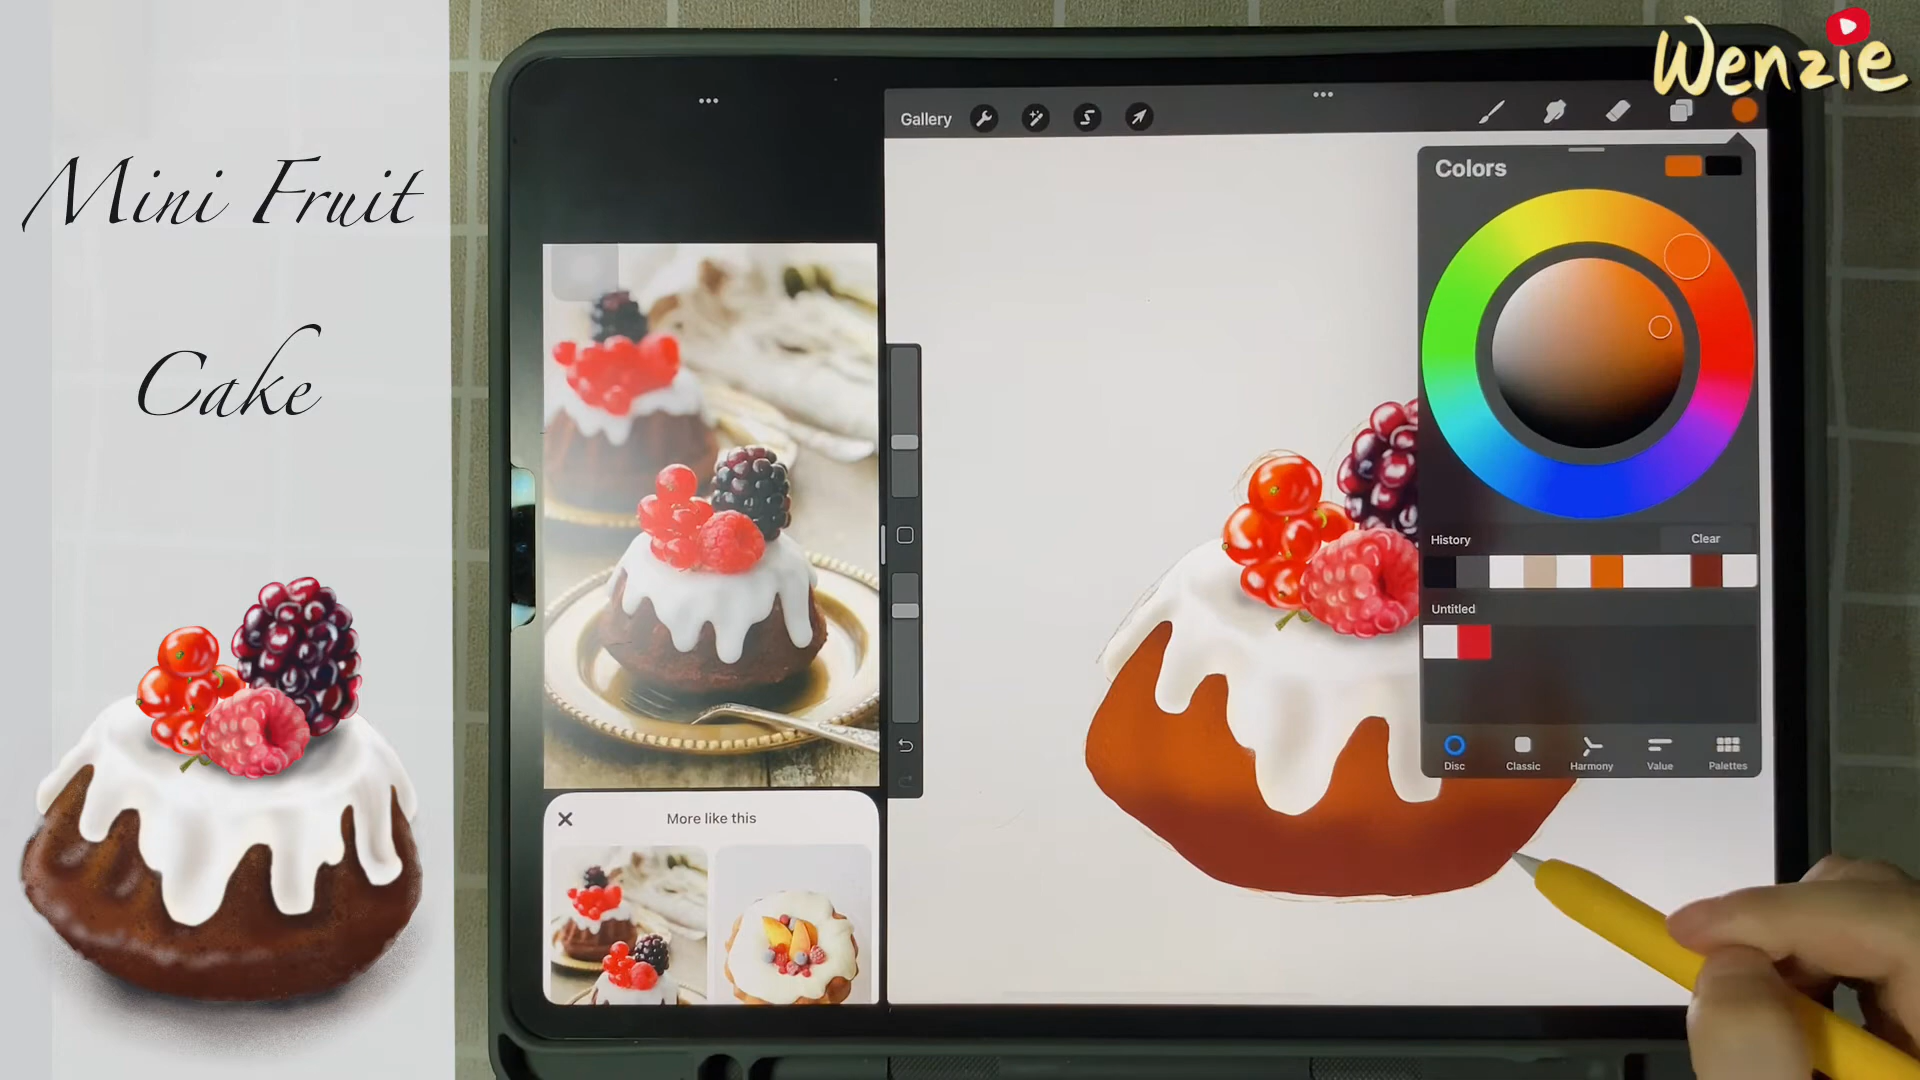 Mini Fruit
Cake
Wenzie
Gallery
Colors
History
Clear
Untitled
Disc
Classic
Harmony
Value
Palettes
More like this